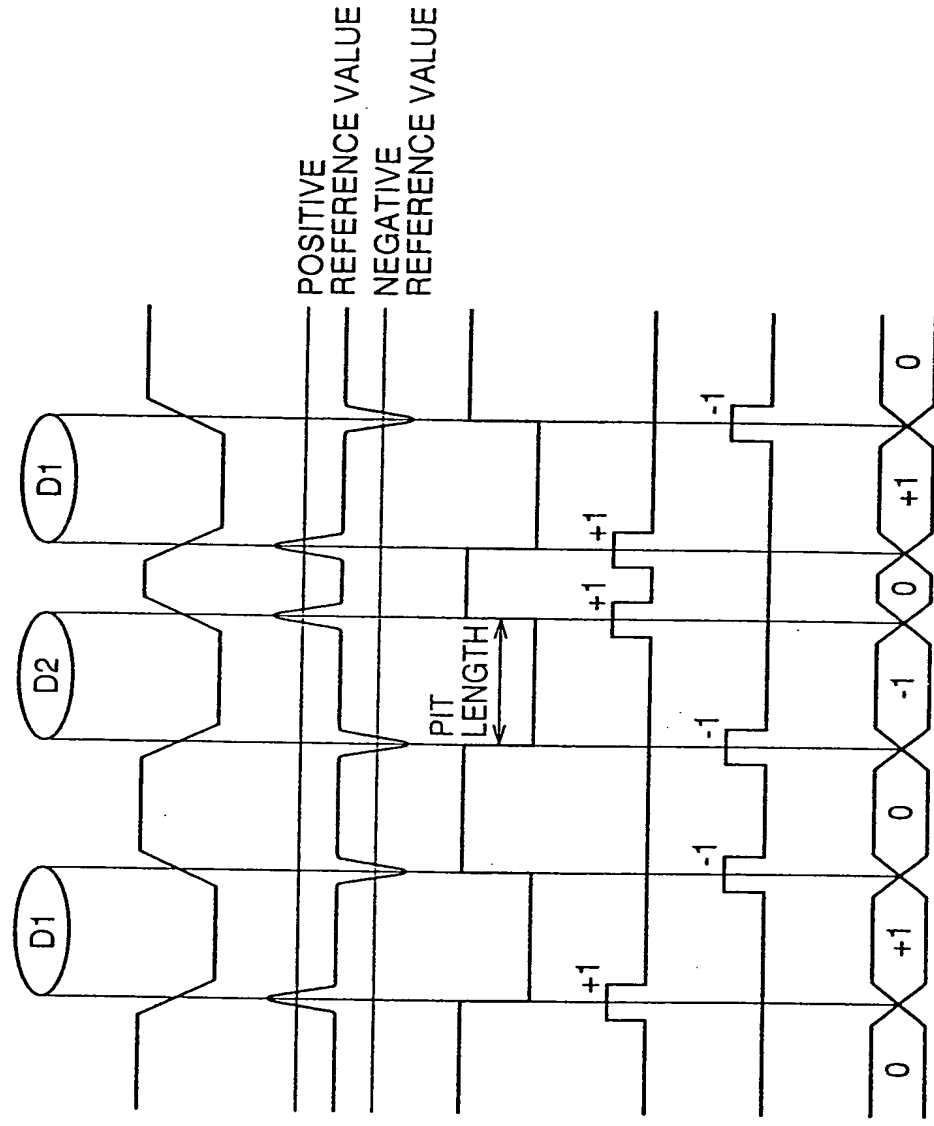 D1
D2
D1
POSITIVE
REFERENCE VALUE
NEGATIVE
REFERENCE VALUE
PIT
LENGTH
+1
+1
+1
-1
-1
-1
0
+1
0
-1
0
+1
0